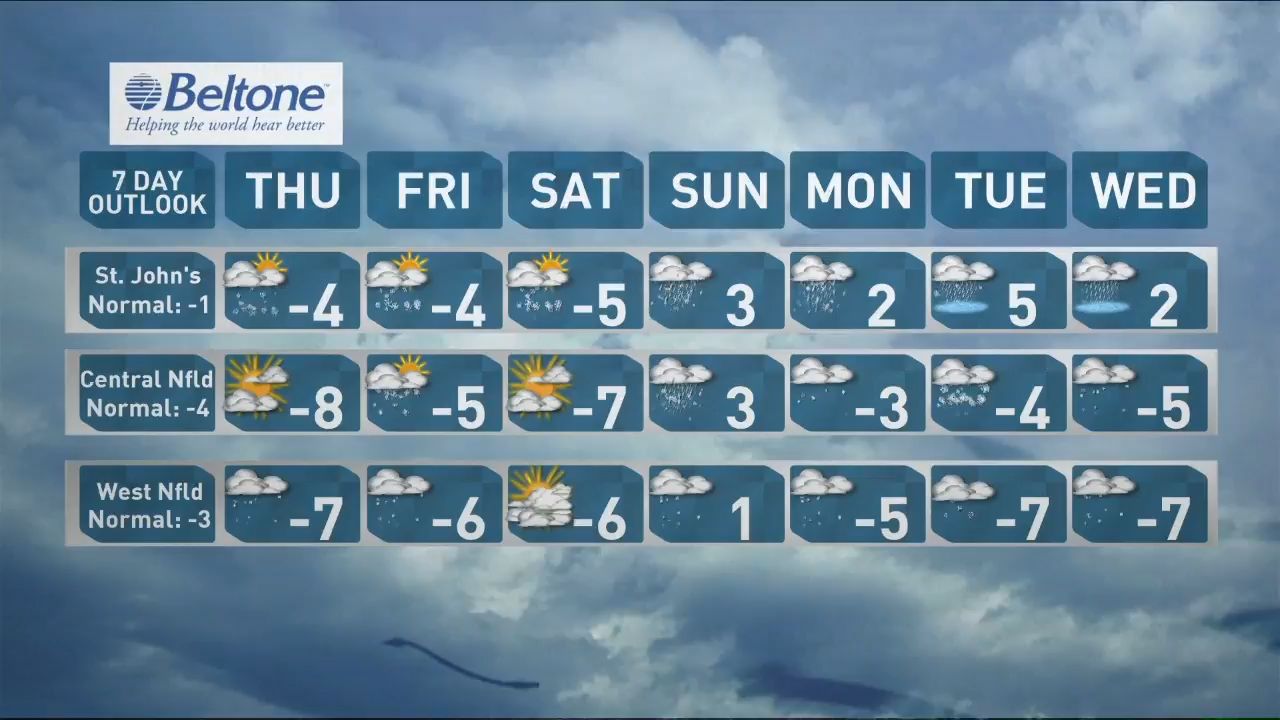 Beltone™
Helping the world hear better
7 DAY OUTLOOK THU FRI SAT SUN MON TUE WED
St. John's
Normal: -1 -4 -4 -5 3 2 5 2
Central Nfld
Normal: -4 -8 -5 -7 3 -3 -4 -5
West Nfld
Normal: -3 -7 -6 -6 1 -5 -7 -7